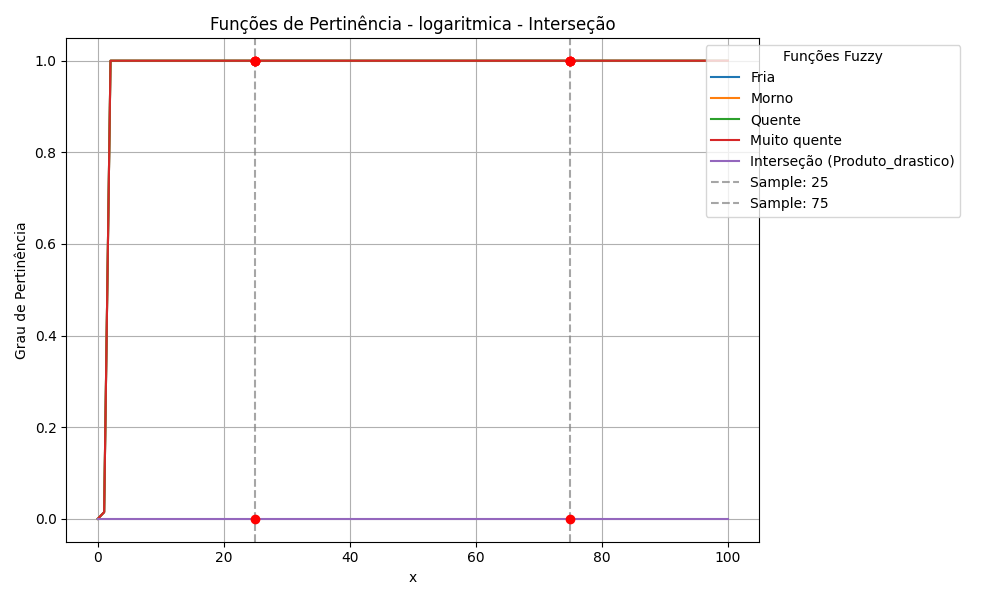 Funções de Pertinência - logaritmica - Interseção
Funções Fuzzy
Fria
Morno
Quente
Muito quente
Interseção (Produto_drastico)
Sample: 25
Sample: 75
Grau de Pertinência
1.0
0.8
0.6
0.4
0.2
0.0
0
20
40
60
80
100
x